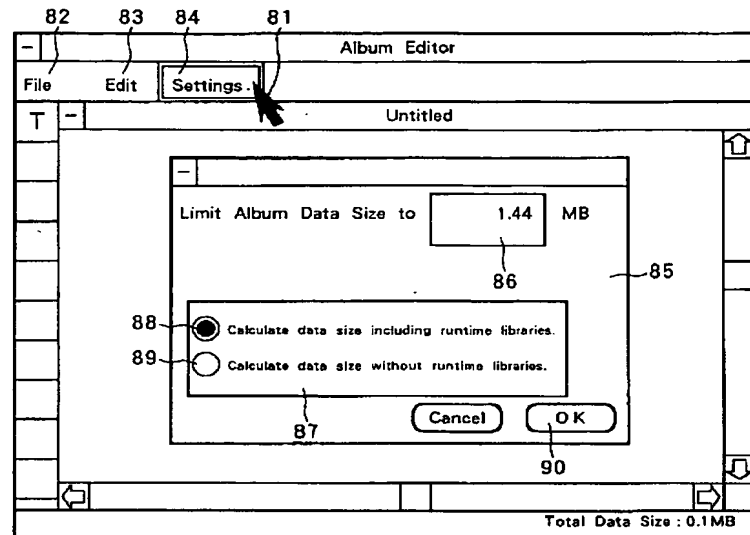 82 83 84 81
Album Editor
File Edit Settings
T Untitled
Limit Album Data Size to 1.44 MB
86
85
88 Calculate data size including runtime libraries.
89 Calculate data size without runtime libraries.
87
Cancel OK
90
Total Data Size : 0.1MB